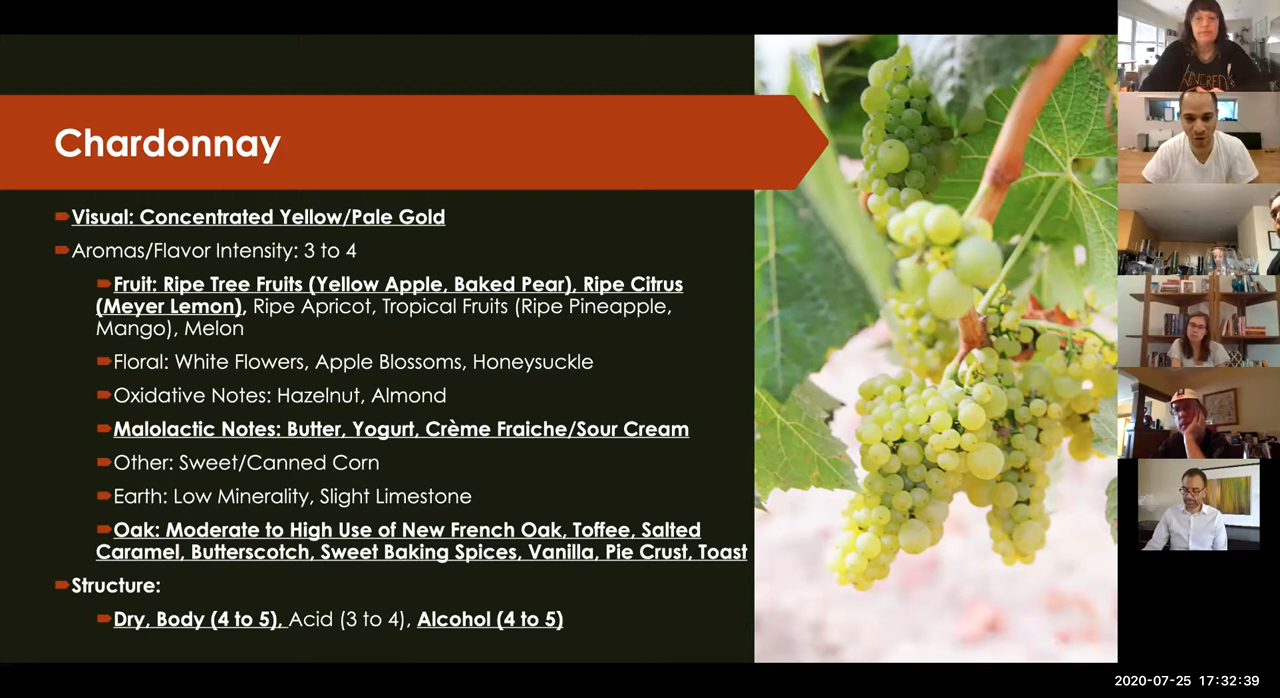 Chardonnay
Visual: Concentrated Yellow/Pale Gold
Aromas/Flavor Intensity: 3 to 4
Fruit: Ripe Tree Fruits (Yellow Apple, Baked Pear), Ripe Citrus
(Meyer Lemon), Ripe Apricot, Tropical Fruits (Ripe Pineapple,
Mango), Melon
Floral: White Flowers, Apple Blossoms, Honeysuckle
Oxidative Notes: Hazelnut, Almond
Malolactic Notes: Butter, Yogurt, Crème Fraiche/Sour Cream
Other: Sweet/Canned Corn
Earth: Low Minerality, Slight Limestone
Oak: Moderate to High Use of New French Oak, Toffee, Salted
Caramel, Butterscotch, Sweet Baking Spices, Vanilla, Pie Crust, Toast
Structure:
Dry, Body (4 to 5), Acid (3 to 4), Alcohol (4 to 5)
KINDRED
2020-07-25 17:32:39